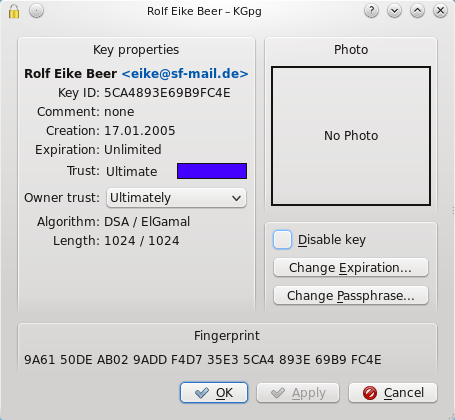 Rolf Eike Beer – KGpg
Key properties
Rolf Eike Beer <eike@sf-mail.de>
Key ID: 5CA4893E69B9FC4E
Comment: none
Creation: 17.01.2005
Expiration: Unlimited
Trust: Ultimate
Owner trust: Ultimately
Algorithm: DSA / ElGamal
Length: 1024 / 1024
Photo
No Photo
Disable key
Change Expiration...
Change Passphrase...
Fingerprint
9A61 50DE AB02 9ADD F4D7 35E3 5CA4 893E 69B9 FC4E
OK Apply Cancel